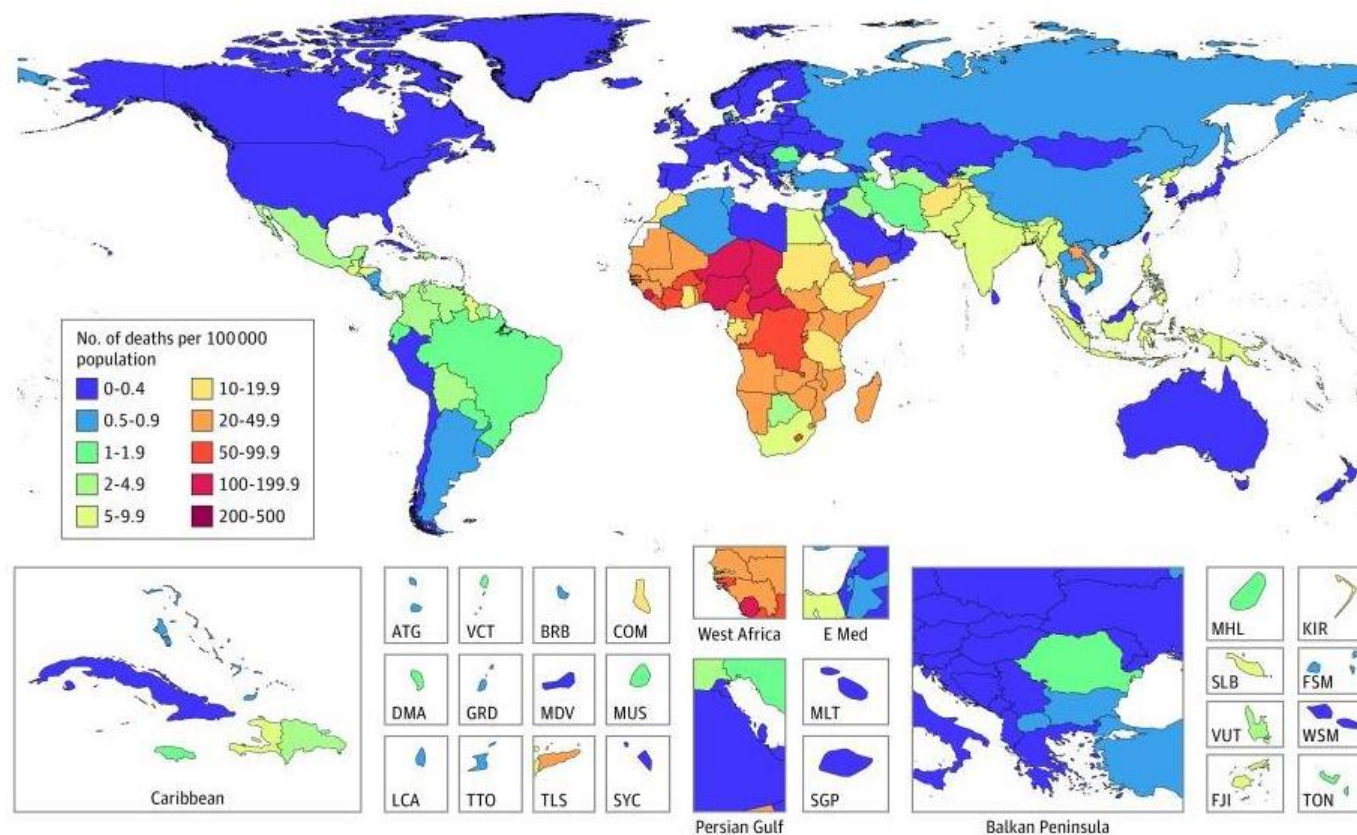 No. of deaths per 100 000
population
0-0.4
0.5-0.9
1-1.9
2-4.9
5-9.9
10-19.9
20-49.9
50-99.9
100-199.9
200-500
Caribbean
ATG
VCT
BRB
COM
DMA
GRD
MDV
MUS
LCA
TTO
TLS
SYC
West Africa
E Med
Persian Gulf
MLT
SGP
Balkan Peninsula
MHL
KIR
SLB
FSM
VUT
WSM
FJI
TON